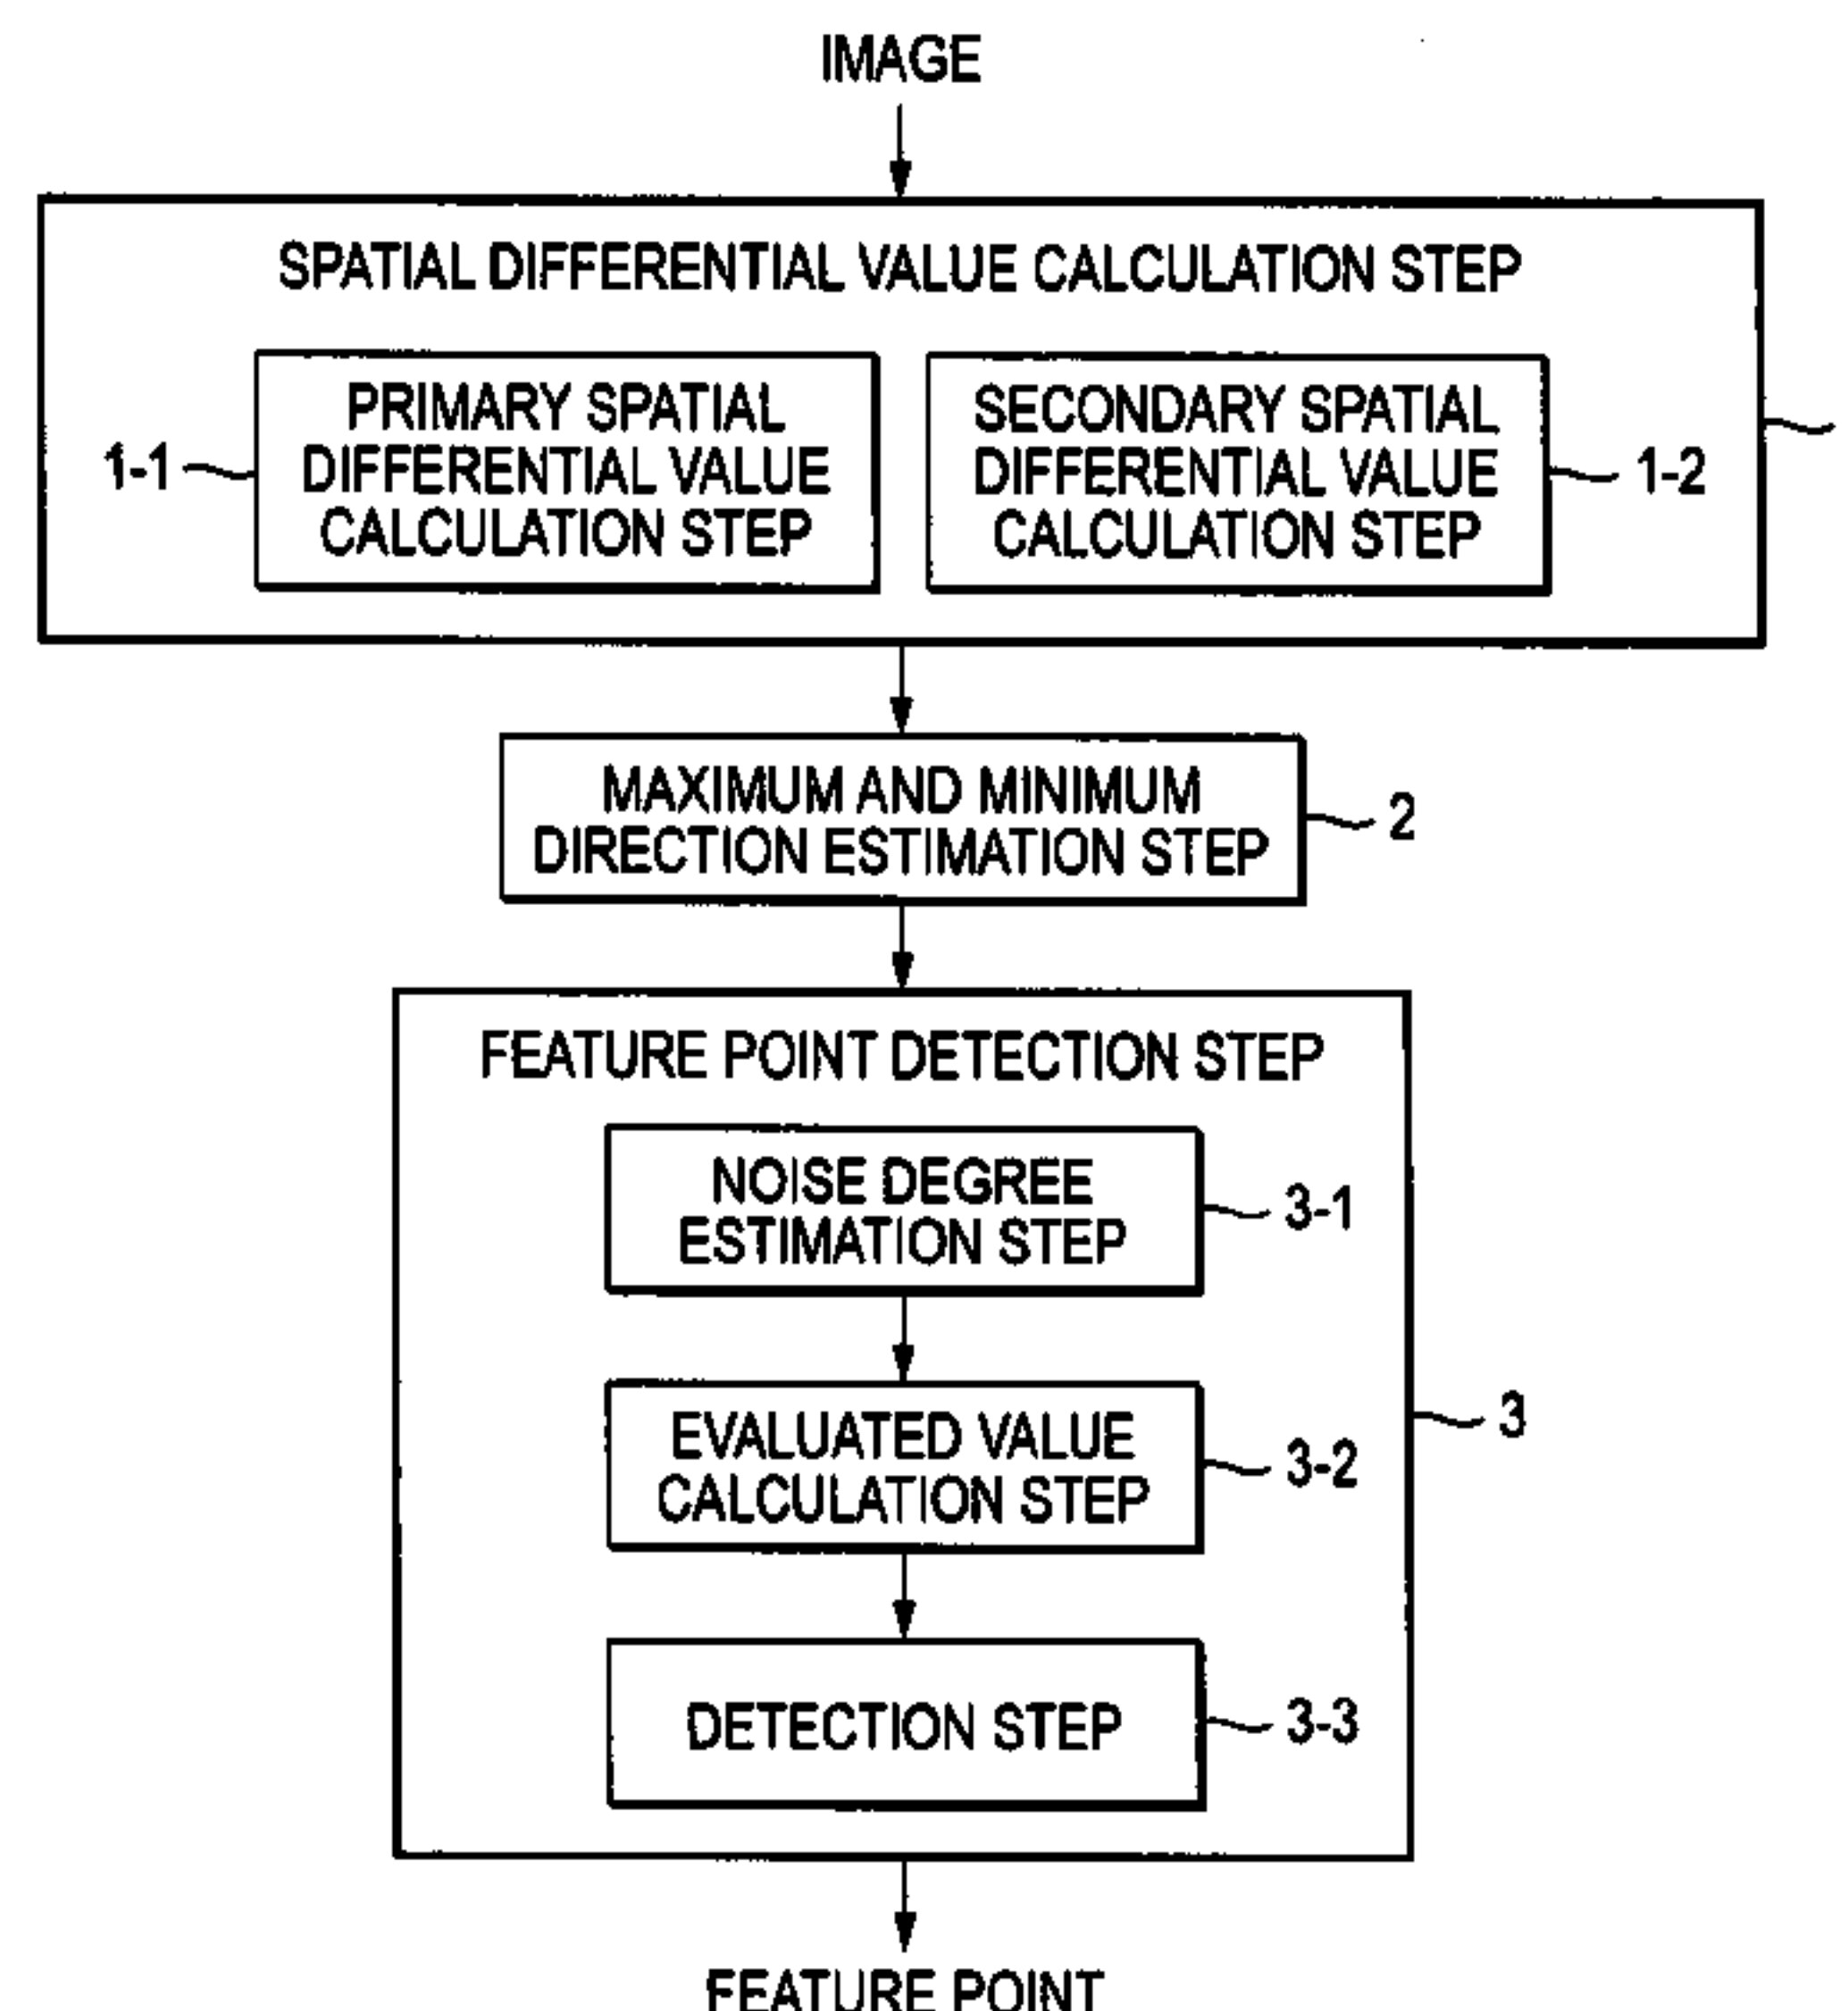 IMAGE
SPATIAL DIFFERENTIAL VALUE CALCULATION STEP
PRIMARY SPATIAL
DIFFERENTIAL VALUE
CALCULATION STEP
1-1
SECONDARY SPATIAL
DIFFERENTIAL VALUE
CALCULATION STEP
1-2
MAXIMUM AND MINIMUM
DIRECTION ESTIMATION STEP
2
FEATURE POINT DETECTION STEP
NOISE DEGREE
ESTIMATION STEP
3-1
EVALUATED VALUE
CALCULATION STEP
3-2
3
DETECTION STEP
3-3
FEATURE POINT